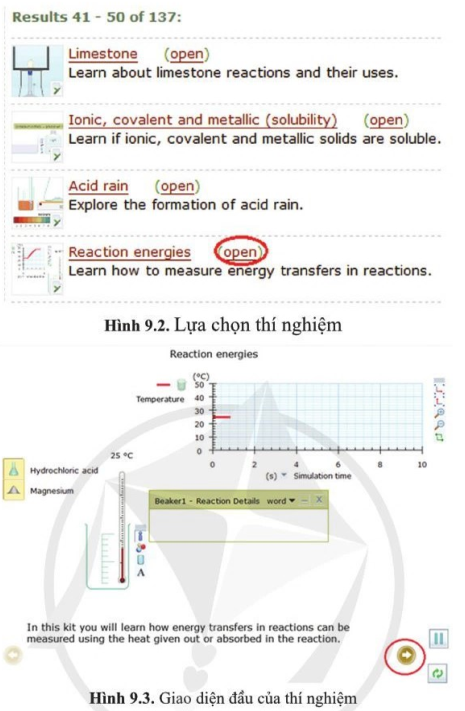 Results 41 - 50 of 137:
Limestone (open)
Learn about limestone reactions and their uses.
Ionic, covalent and metallic (solubility) (open)
Learn if ionic, covalent and metallic solids are soluble.
Acid rain (open)
Explore the formation of acid rain.
Reaction energies (open)
Learn how to measure energy transfers in reactions.
Hình 9.2. Lựa chọn thí nghiệm
Reaction energies
(°C)
50
Temperature 40
30
20
10
0
0 2 4 6 8 10
(s) Simulation time
25 °C
Hydrochloric acid
Magnesium
Beaker1 - Reaction Details word
A
In this kit you will learn how energy transfers in reactions can be
measured using the heat given out or absorbed in the reaction.
Hình 9.3. Giao diện đầu của thí nghiệm